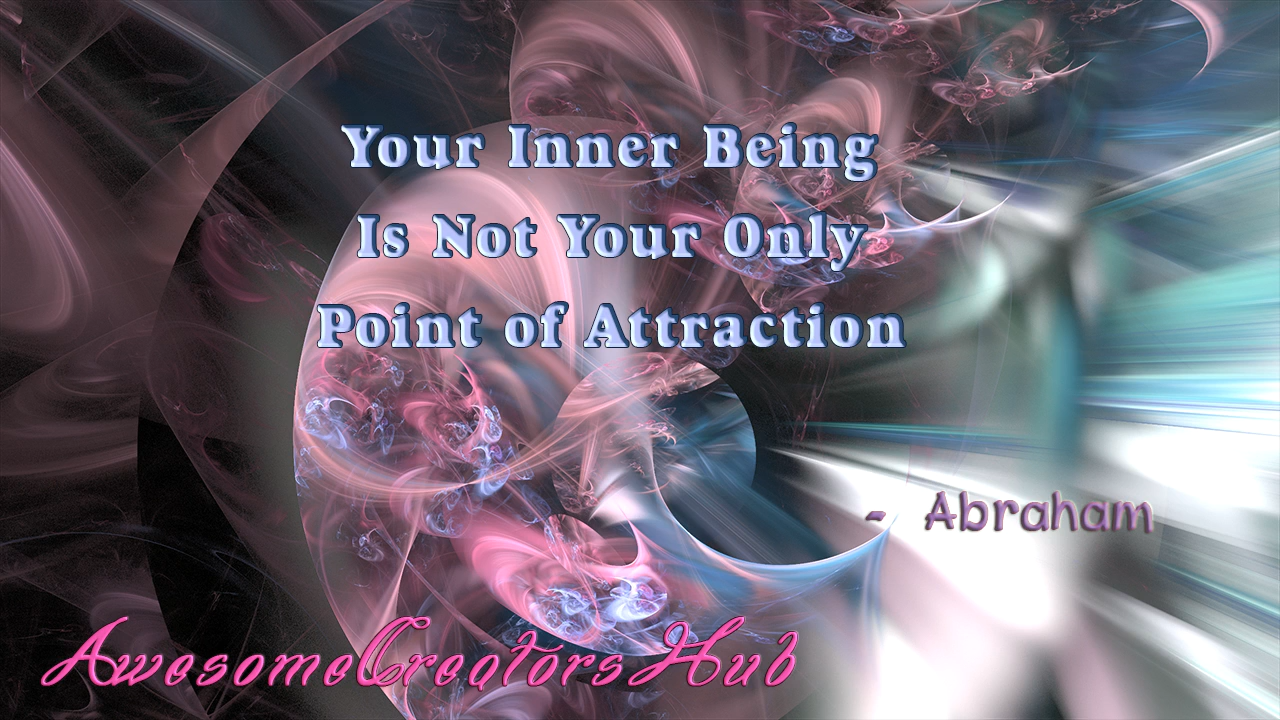 Your Inner Being
Is Not Your Only
Point of Attraction
- Abraham
AwesomeCreatorsHub